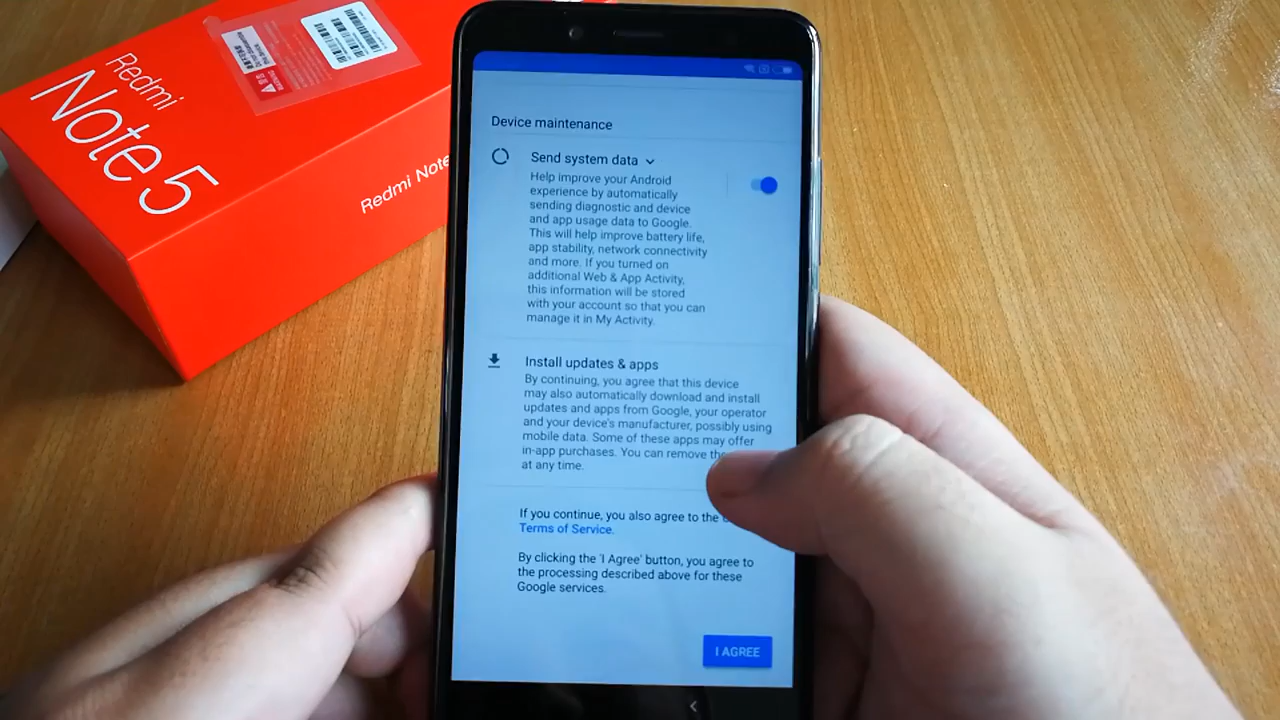 Redmi
Note 5
Redmi Note
Device maintenance
Send system data
Help improve your Android
experience by automatically
sending diagnostic and device
and app usage data to Google.
This will help improve battery life,
app stability, network connectivity
and more. If you turned on
additional Web & App Activity,
this information will be stored
with your account so that you can
manage it in My Activity.
Install updates & apps
By continuing, you agree that this device
may also automatically download and install
updates and apps from Google, your operator
and your device's manufacturer, possibly using
mobile data. Some of these apps may offer
in-app purchases. You can remove
at any time.
If you continue, you also agree to the
Terms of Service.
By clicking the 'I Agree' button, you agree to
the processing described above for these
Google services.
I AGREE